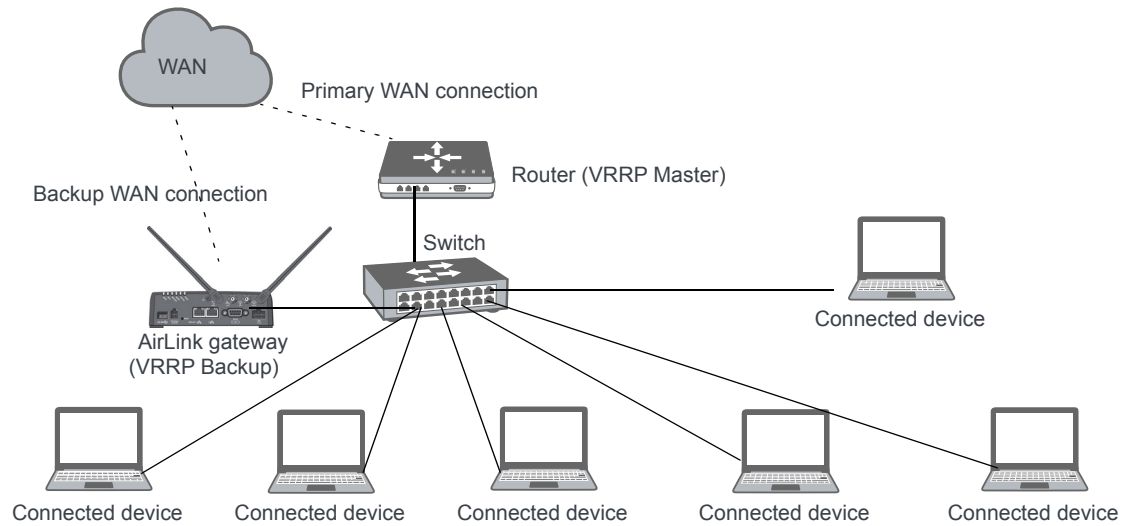 WAN
Primary WAN connection
Router (VRRP Master)
Backup WAN connection
Switch
AirLink gateway
(VRRP Backup)
Connected device
Connected device
Connected device
Connected device
Connected device
Connected device